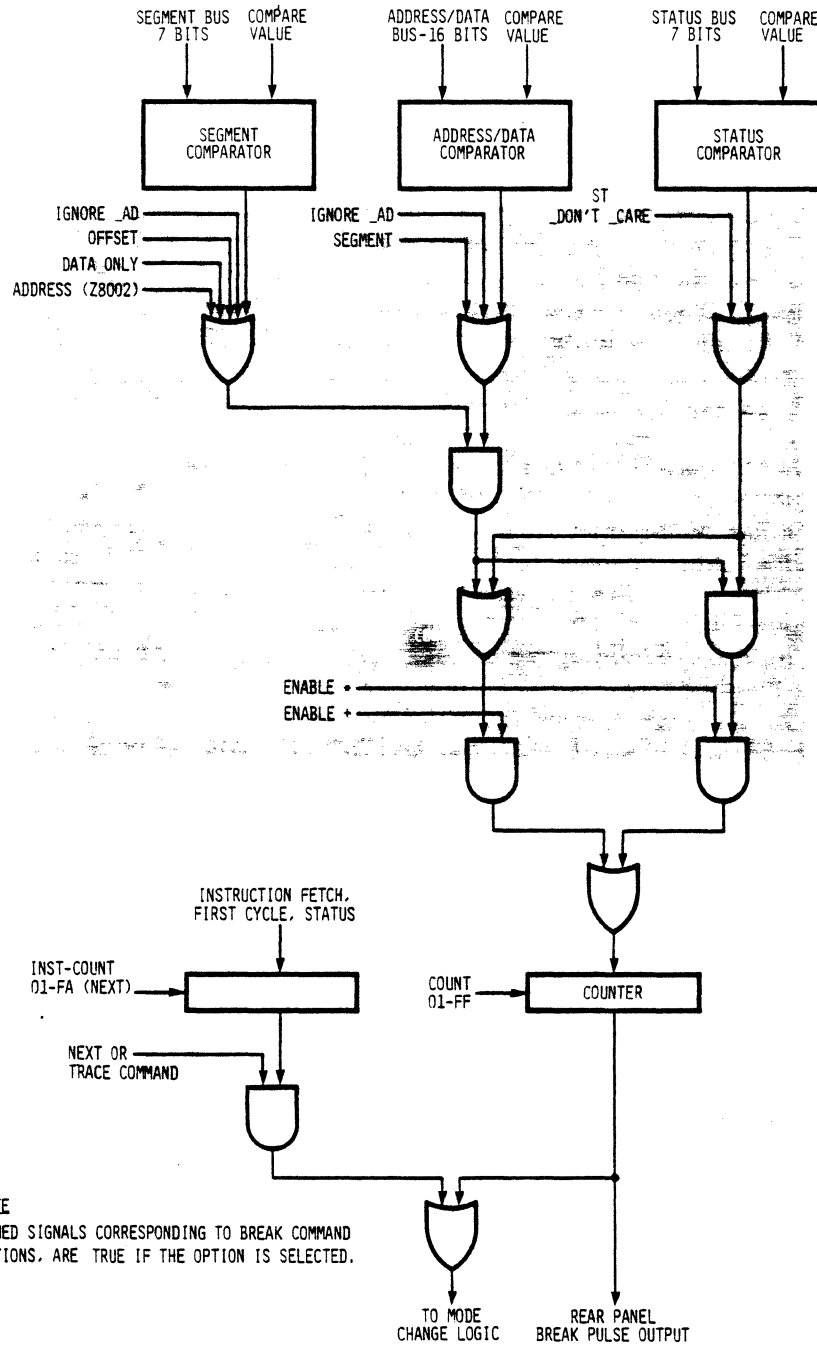 SEGMENT BUS
7 BITS
COMPARE
VALUE
ADDRESS/DATA
BUS-16 BITS
COMPARE
VALUE
STATUS BUS
7 BITS
COMPARE
VALUE
SEGMENT
COMPARATOR
ADDRESS/DATA
COMPARATOR
STATUS
COMPARATOR
IGNORE _AD
OFFSET
DATA_ONLY
ADDRESS (Z8002)
IGNORE _AD
SEGMENT
ST
_DON'T _CARE
ENABLE *
ENABLE +
INSTRUCTION FETCH,
FIRST CYCLE, STATUS
INST-COUNT
01-FA (NEXT)
COUNT
01-FF
COUNTER
NEXT OR
TRACE COMMAND
SIGNALS CORRESPONDING TO BREAK COMMAND
ARE TRUE IF THE OPTION IS SELECTED.
TO MODE
CHANGE LOGIC
REAR PANEL
BREAK PULSE OUTPUT